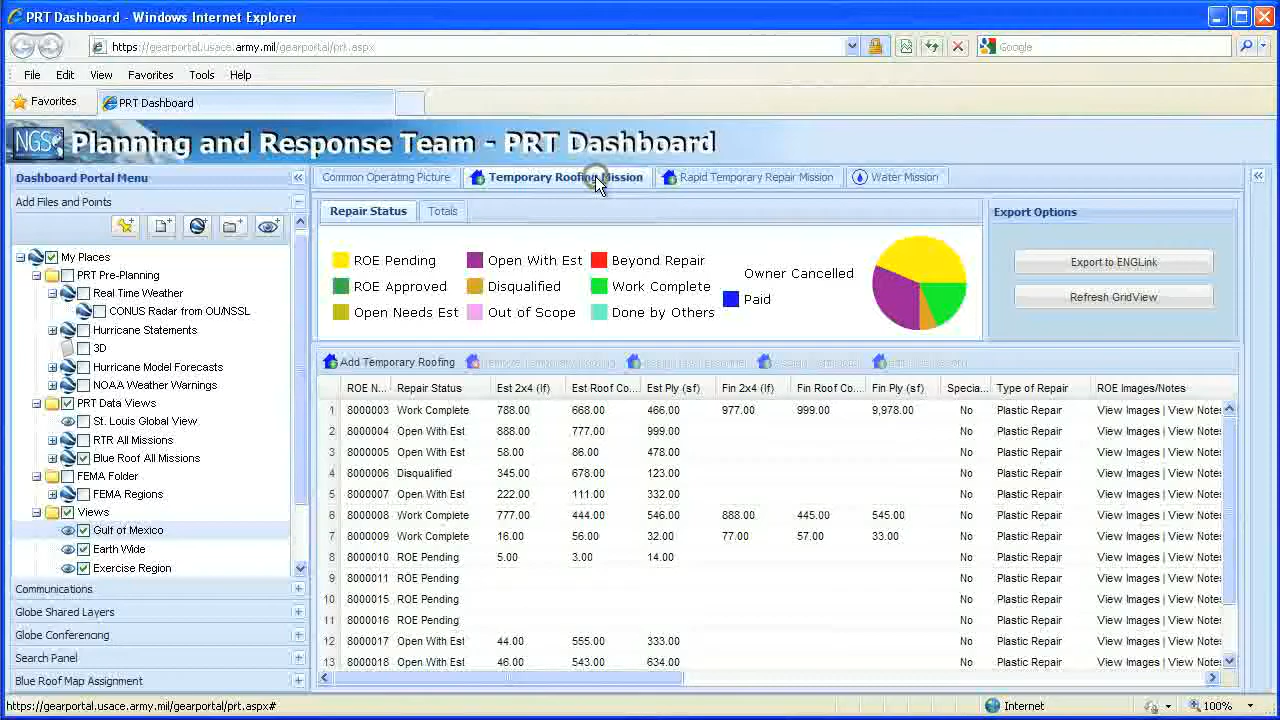 PRT Dashboard - Windows Internet Explorer
https://gearportal.usace.army.mil/gearportal/prt.aspx
Google
File Edit View Favorites Tools Help
Favorites PRT Dashboard
NGS Planning and Response Team - PRT Dashboard
Dashboard Portal Menu
Add Files and Points
My Places
PRT Pre-Planning
Real Time Weather
CONUS Radar from OU/NSSL
Hurricane Statements
3D
Hurricane Model Forecasts
NOAA Weather Warnings
PRT Data Views
St. Louis Global View
RTR All Missions
Blue Roof All Missions
FEMA Folder
FEMA Regions
Views
Gulf of Mexico
Earth Wide
Exercise Region
Communications
Globe Shared Layers
Globe Conferencing
Search Panel
Blue Roof Map Assignment
Common Operating Picture Temporary Roofing Mission Rapid Temporary Repair Mission Water Mission
Repair Status Totals
ROE Pending Open With Est Beyond Repair Owner Cancelled
ROE Approved Disqualified Work Complete Paid
Open Needs Est Out of Scope Done by Others
Export Options
Export to ENGLink
Refresh GridView
Add Temporary Roofing
ROE N... Repair Status Est 2x4 (lf) Est Roof Co... Est Ply (sf) Fin 2x4 (lf) Fin Roof Co... Fin Ply (sf) Specia... Type of Repair ROE Images/Notes
1 8000003 Work Complete 788.00 668.00 466.00 977.00 999.00 9,978.00 No Plastic Repair View Images | View Notes
2 8000004 Open With Est 888.00 777.00 999.00 No Plastic Repair View Images | View Notes
3 8000005 Open With Est 58.00 86.00 478.00 No Plastic Repair View Images | View Notes
4 8000006 Disqualified 345.00 678.00 123.00 No Plastic Repair View Images | View Notes
5 8000007 Open With Est 222.00 111.00 332.00 No Plastic Repair View Images | View Notes
6 8000008 Work Complete 777.00 444.00 546.00 888.00 445.00 545.00 No Plastic Repair View Images | View Notes
7 8000009 Work Complete 16.00 56.00 32.00 77.00 57.00 33.00 No Plastic Repair View Images | View Notes
8 8000010 ROE Pending 5.00 3.00 14.00 No Plastic Repair View Images | View Notes
9 8000011 ROE Pending No Plastic Repair View Images | View Notes
10 8000015 ROE Pending No Plastic Repair View Images | View Notes
11 8000016 ROE Pending No Plastic Repair View Images | View Notes
12 8000017 Open With Est 44.00 555.00 333.00 No Plastic Repair View Images | View Notes
13 8000018 Open With Est 46.00 543.00 634.00 No Plastic Repair View Images | View Notes
https://gearportal.usace.army.mil/gearportal/prt.aspx# Internet 100%